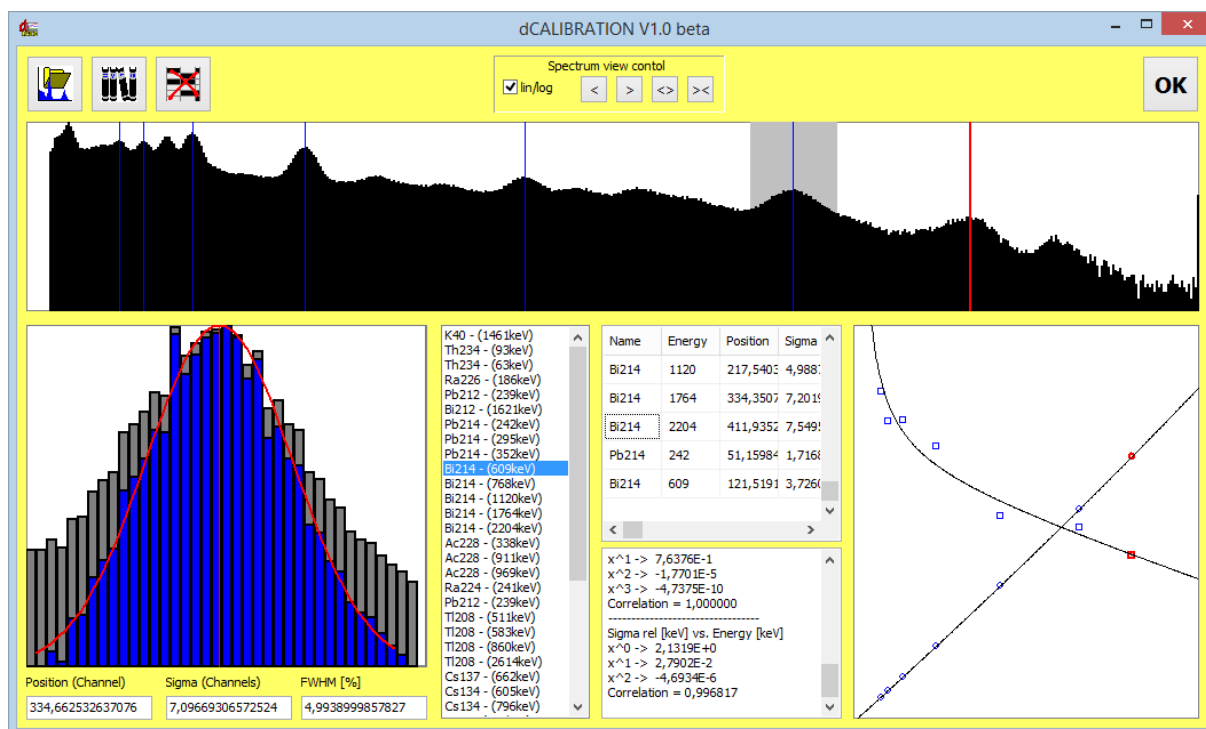 dCALIBRATION V1.0 beta
Spectrum view contol
lin/log < > <> ><
OK
K40 - (1461keV)
Th234 - (93keV)
Th234 - (63keV)
Ra226 - (186keV)
Pb212 - (239keV)
Bi212 - (1621keV)
Pb214 - (242keV)
Pb214 - (295keV)
Pb214 - (352keV)
Bi214 - (609keV)
Bi214 - (768keV)
Bi214 - (1120keV)
Bi214 - (1764keV)
Bi214 - (2204keV)
Ac228 - (338keV)
Ac228 - (911keV)
Ac228 - (969keV)
Ra224 - (241keV)
Pb212 - (239keV)
Tl208 - (511keV)
Tl208 - (583keV)
Tl208 - (860keV)
Tl208 - (2614keV)
Cs137 - (662keV)
Cs134 - (605keV)
Cs134 - (796keV)
Name Energy Position Sigma
Bi214 1120 217,5403 4,9887
Bi214 1764 334,3507 7,2019
Bi214 2204 411,9352 7,5495
Pb214 242 51,15984 1,7168
Bi214 609 121,5191 3,7260
x^1 -> 7,6376E-1
x^2 -> -1,7701E-5
x^3 -> -4,7375E-10
Correlation = 1,000000
----------------------------------
Sigma rel [keV] vs. Energy [keV]
x^0 -> 2,1319E+0
x^1 -> 2,7902E-2
x^2 -> -4,6934E-6
Correlation = 0,996817
Position (Channel) Sigma (Channels) FWHM [%]
334,662532637076 7,09669306572524 4,9938999857827